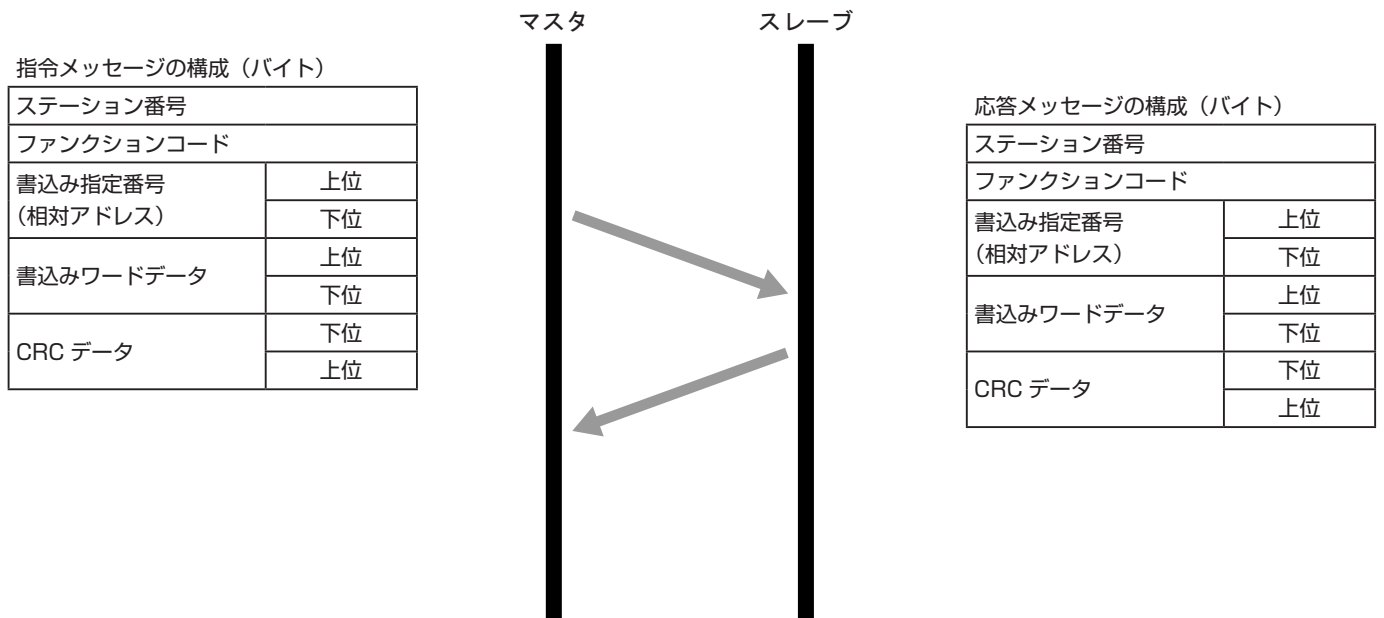 マスタ
スレーブ
指令メッセージの構成（バイト）
ステーション番号
ファンクションコード
書込み指定番号
（相対アドレス）
上位
下位
書込みワードデータ
上位
下位
CRC データ
下位
上位
応答メッセージの構成（バイト）
ステーション番号
ファンクションコード
書込み指定番号
（相対アドレス）
上位
下位
書込みワードデータ
上位
下位
CRC データ
下位
上位